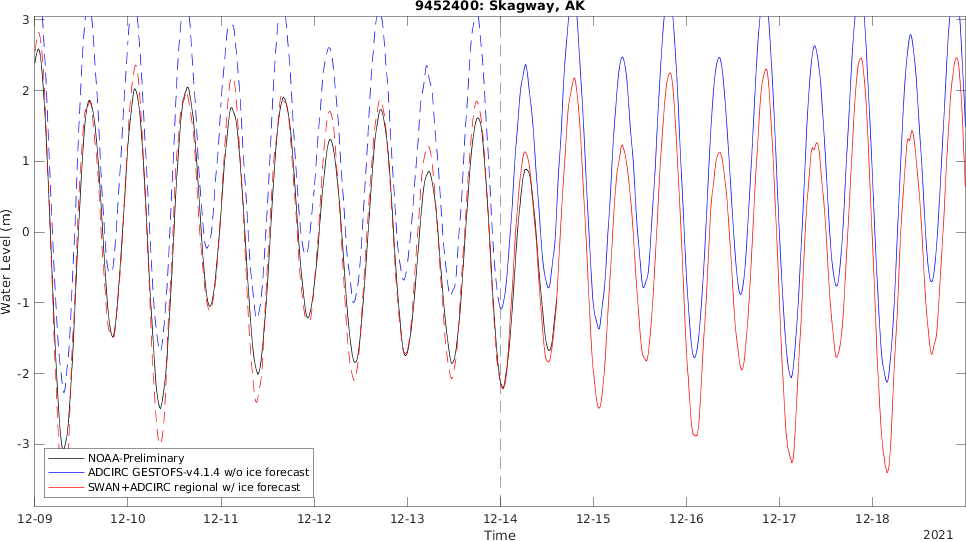 9452400: Skagway, AK
3
2
1
0
-1
-2
-3
Water Level (m)
NOAA-Preliminary
ADCIRC GESTOFS-v4.1.4 w/o ice forecast
SWAN+ADCIRC regional w/ ice forecast
12-09 12-10 12-11 12-12 12-13 12-14 12-15 12-16 12-17 12-18
Time
2021